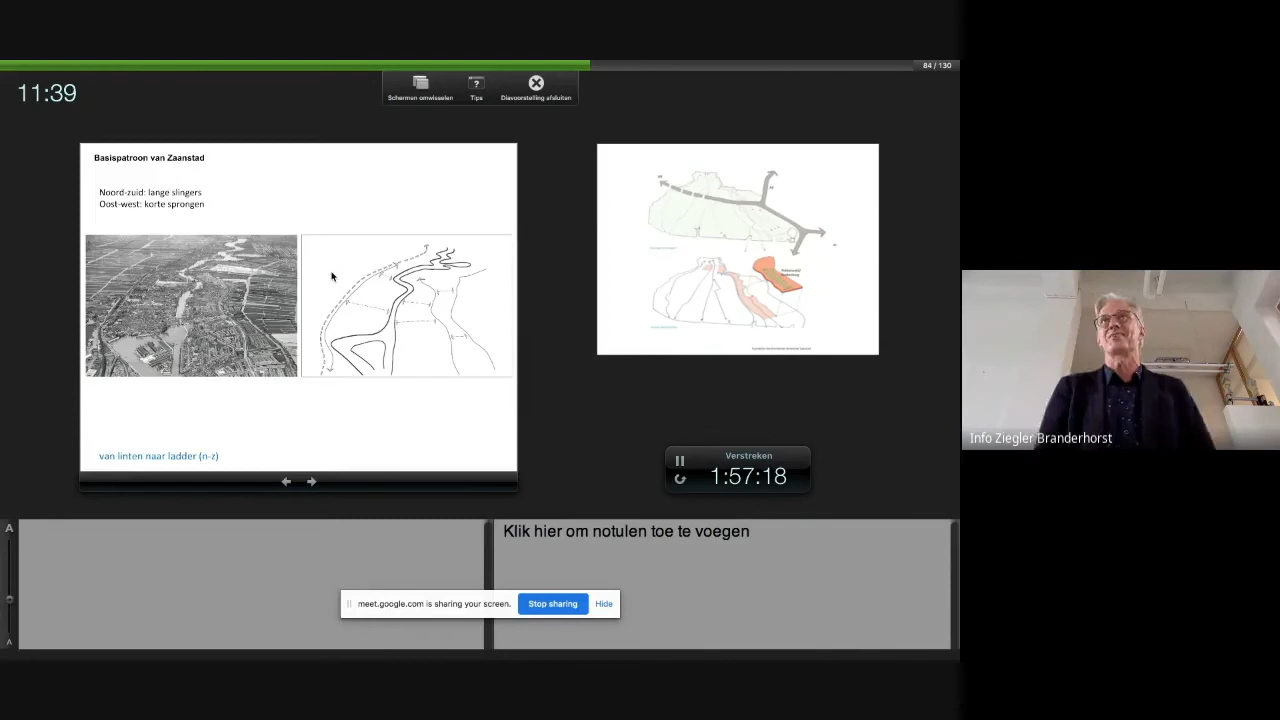 84 / 130
11:39
Schermen omwisselen
Tips
Diavoorstelling afsluiten
Basispatroon van Zaanstad
Noord-zuid: lange slingers
Oost-west: korte sprongen
van linten naar ladder (n-z)
Verstreken
1:57:18
A
A
Klik hier om notulen toe te voegen
meet.google.com is sharing your screen.
Stop sharing
Hide
Info Ziegler Branderhorst